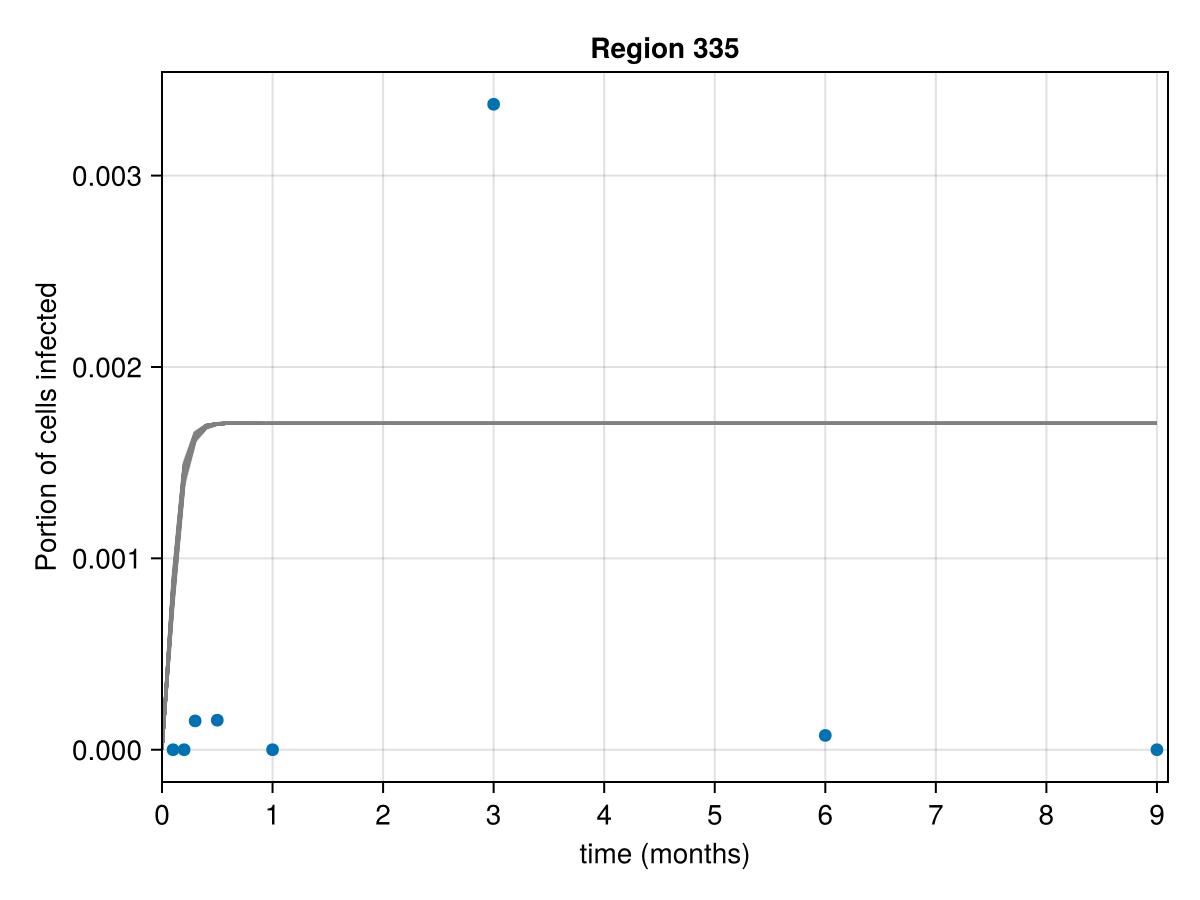 Region 335
Portion of cells infected
0.003
0.002
0.001
0.000
0 1 2 3 4 5 6 7 8 9
time (months)